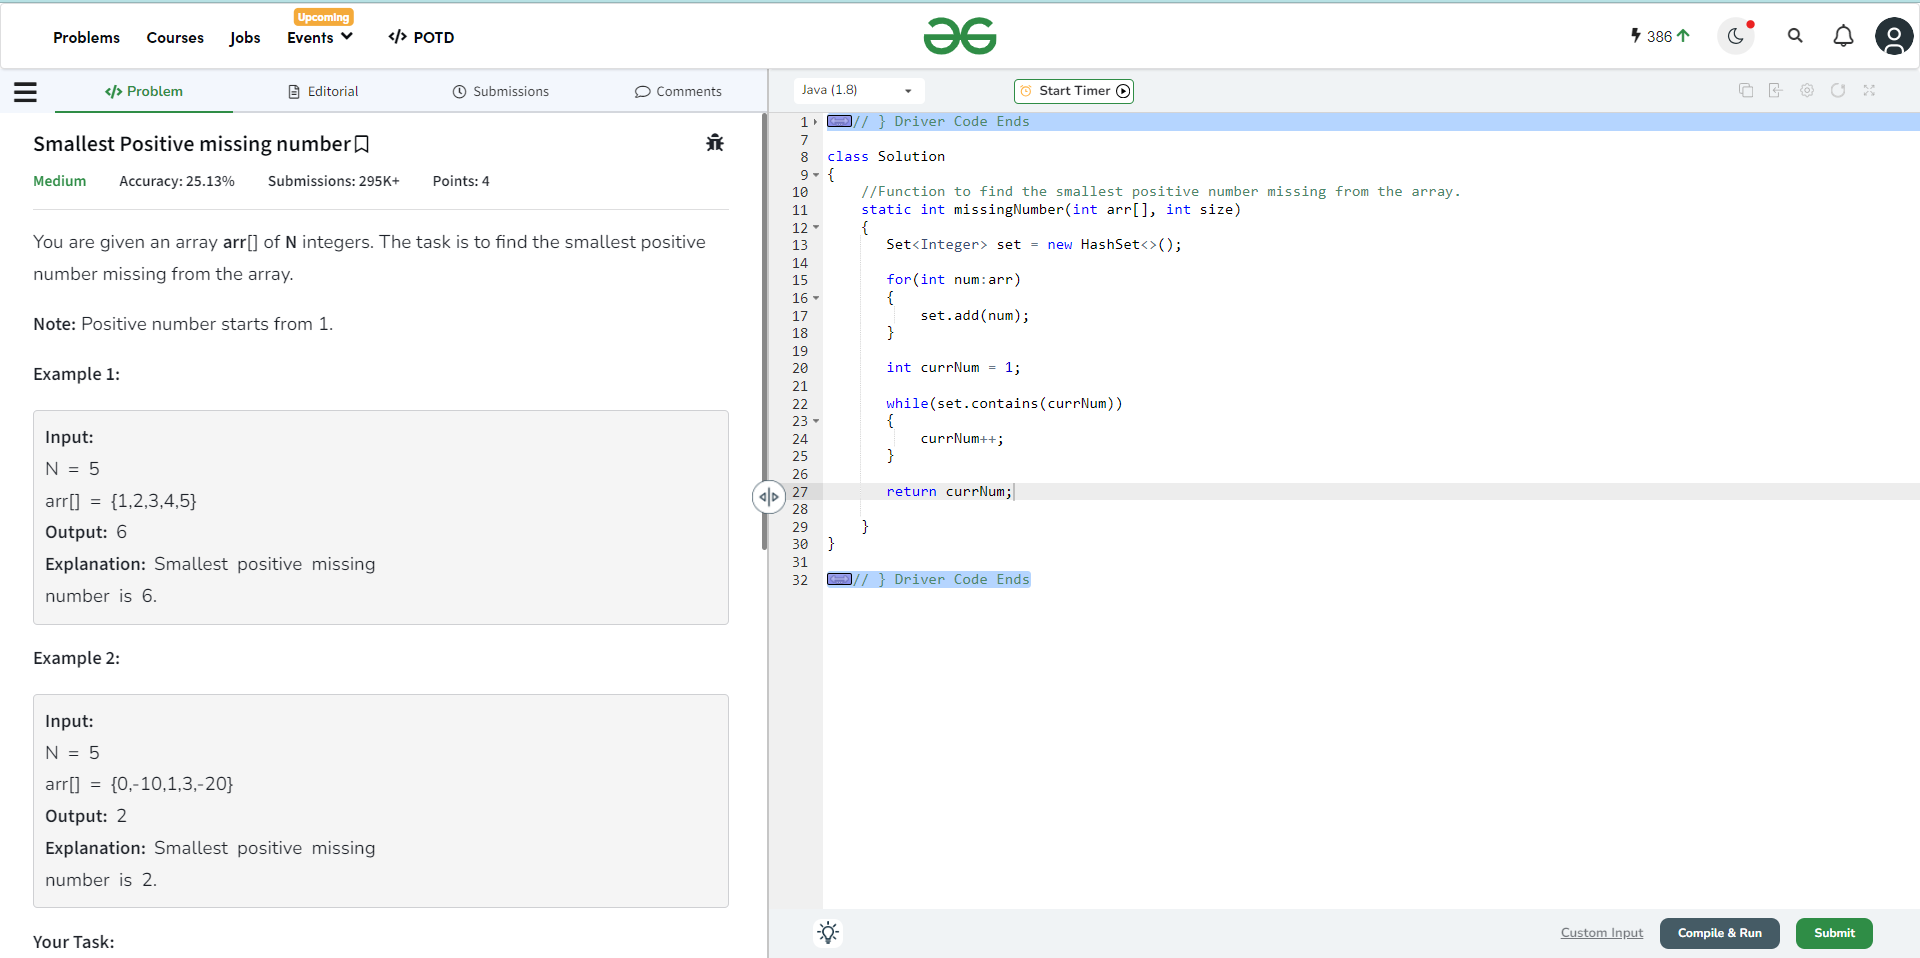 Upcoming
Problems Courses Jobs Events </> POTD
386
</> Problem Editorial Submissions Comments
Java (1.8) Start Timer
Smallest Positive missing number
Medium Accuracy: 25.13% Submissions: 295K+ Points: 4
You are given an array arr[] of N integers. The task is to find the smallest positive
number missing from the array.
Note: Positive number starts from 1.
Example 1:
Input:
N = 5
arr[] = {1,2,3,4,5}
Output: 6
Explanation: Smallest positive missing
number is 6.
Example 2:
Input:
N = 5
arr[] = {0,-10,1,3,-20}
Output: 2
Explanation: Smallest positive missing
number is 2.
Your Task:
1 // } Driver Code Ends
7
8 class Solution
9 {
10 //Function to find the smallest positive number missing from the array.
11 static int missingNumber(int arr[], int size)
12 {
13 Set<Integer> set = new HashSet<>();
14
15 for(int num:arr)
16 {
17 set.add(num);
18 }
19
20 int currNum = 1;
21
22 while(set.contains(currNum))
23 {
24 currNum++;
25 }
26
27 return currNum;
28
29 }
30 }
31
32 // } Driver Code Ends
Custom Input Compile & Run Submit